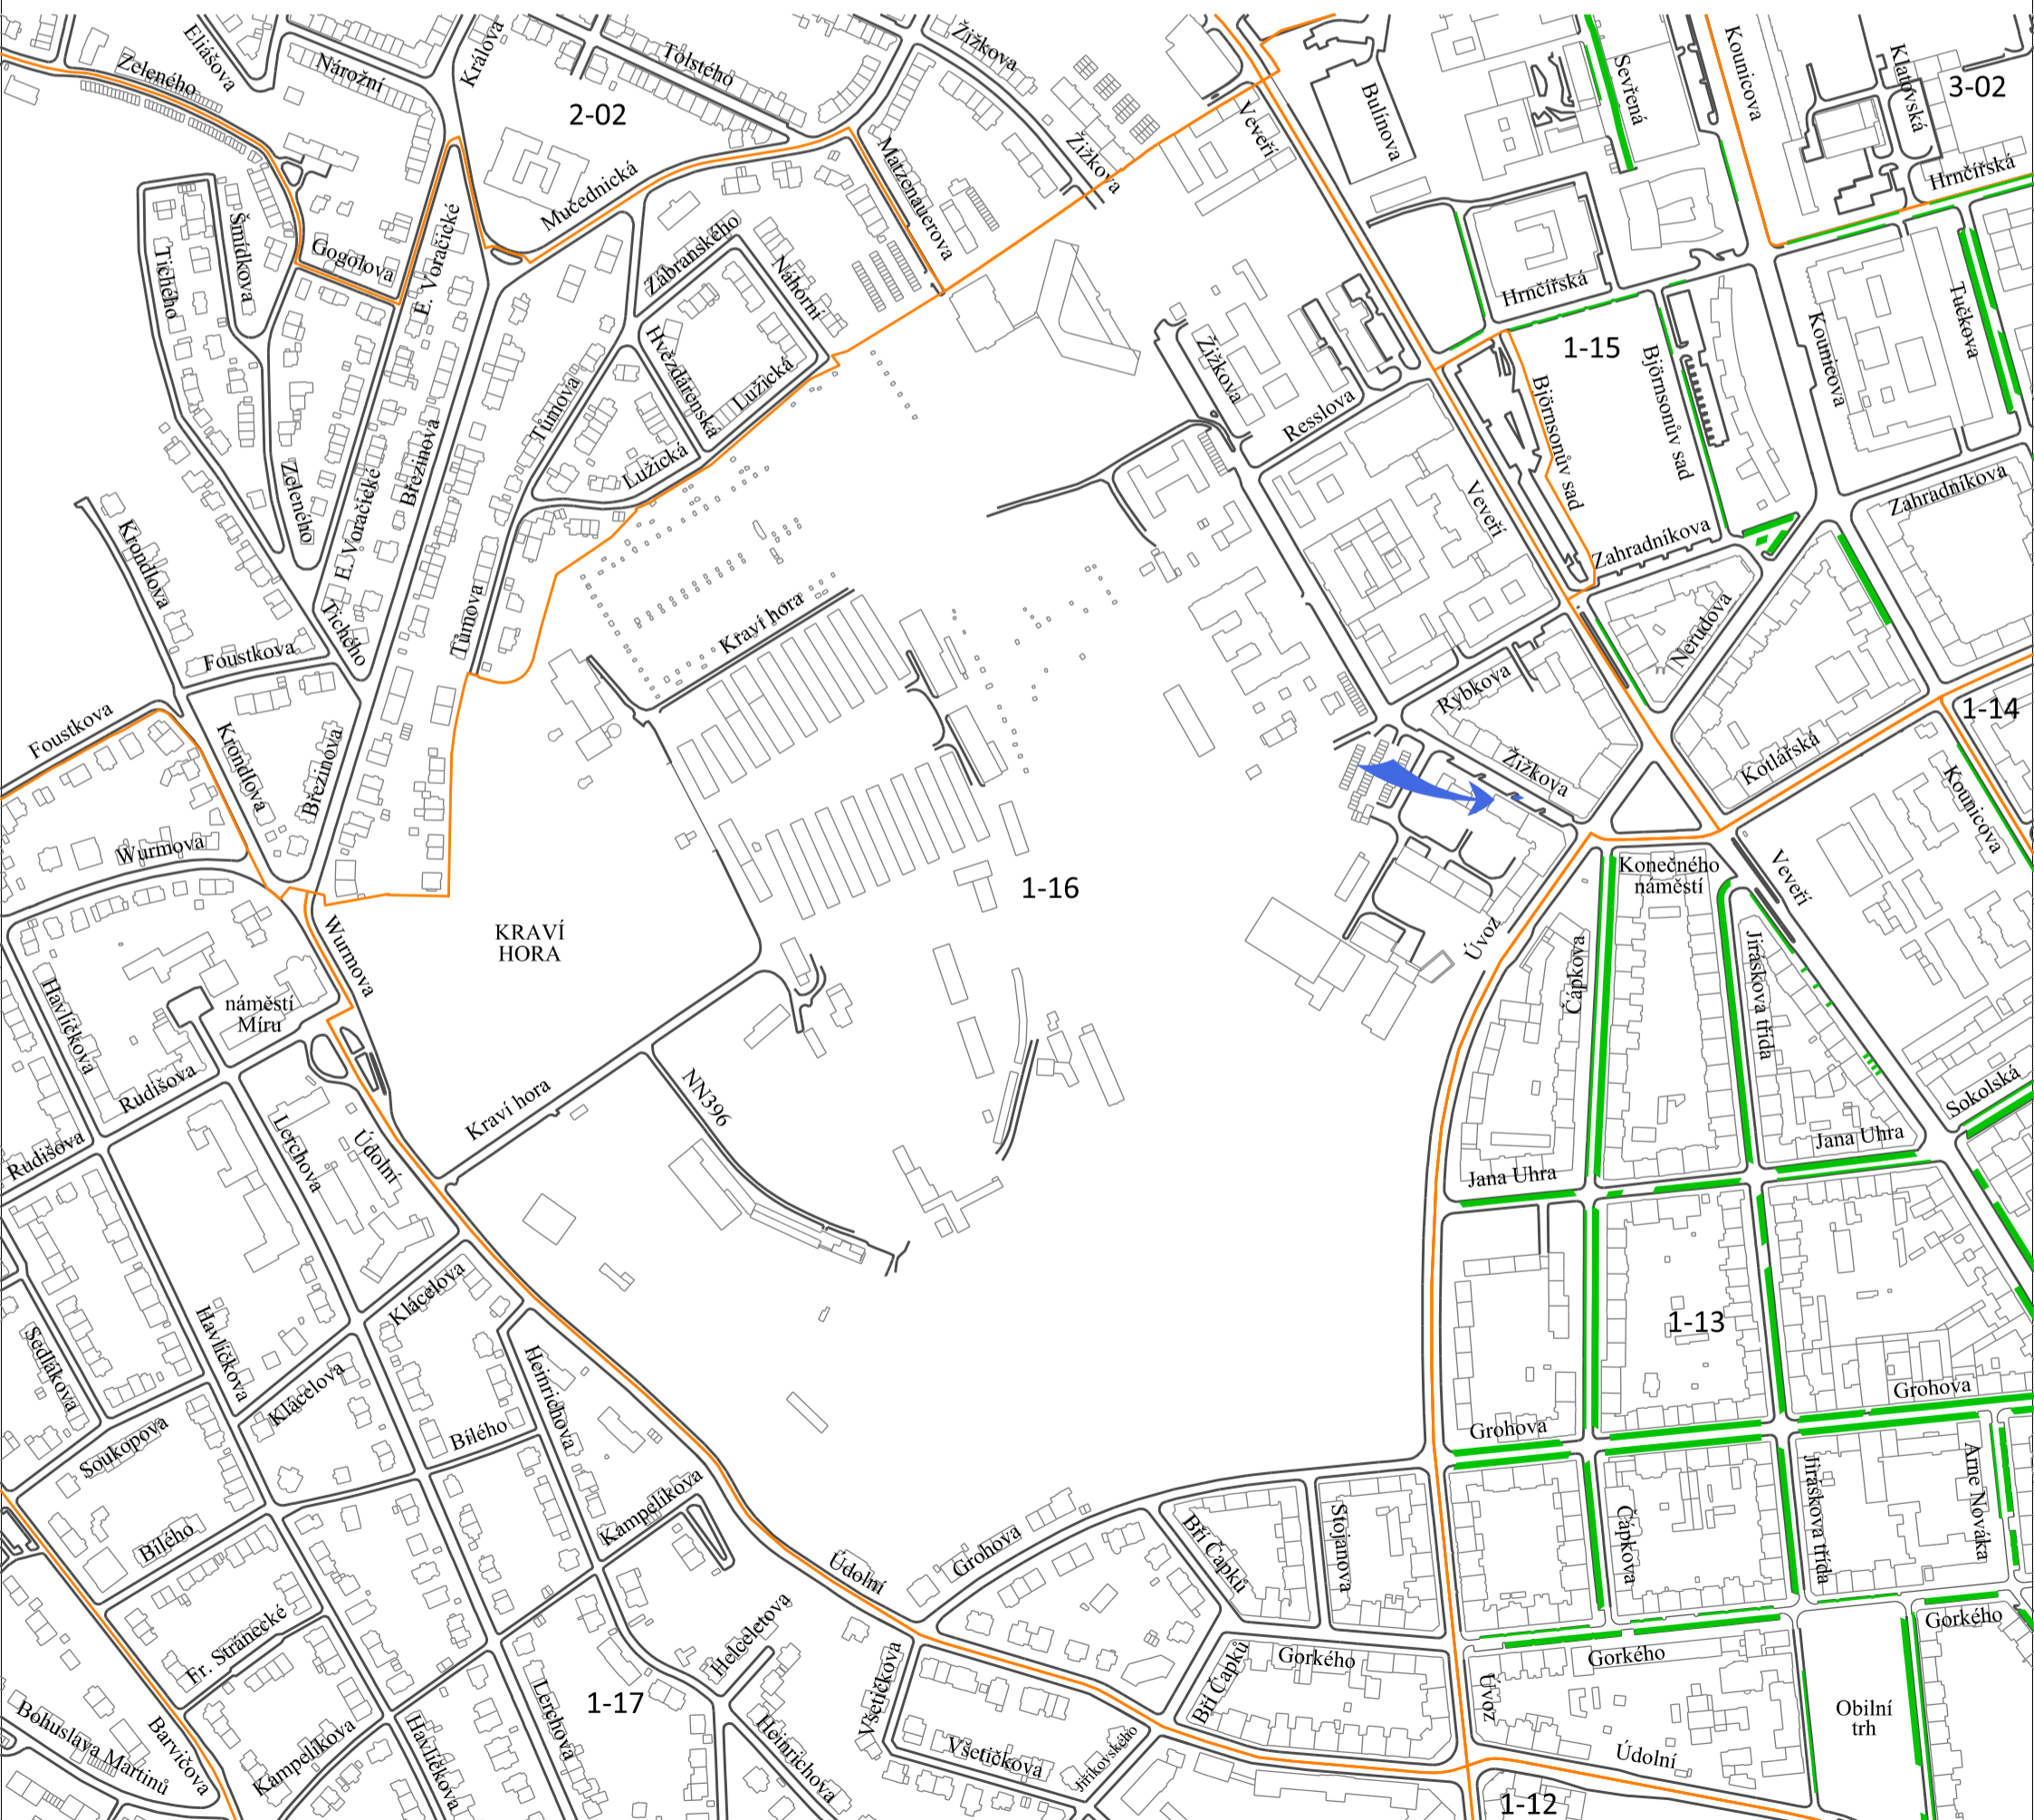 Zeleného
Eliášova
Nárožní
Králova
Tolstého
Žižkova
2-02
Žižkova
Veveří
Bulínova
Sevřená
Kounicova
Klatovská
3-02
Hrnčířská
Tichého
Šmídkova
Gogolova
E. Voračické
Mučednická
Matzenauerova
Zábranského
Náhorní
Hvězdárenská
Lužická
Lužická
Tůmova
Žižkova
Resslova
Hrnčířská
1-15
Björnsonův sad
Björnsonův sad
Kounicova
Tučkova
Zahradníkova
Zahradníkova
Veveří
Nerudova
Zeleného
E. Voračické
Březinova
Krondlova
Tichého
Foustkova
Tůmova
Kraví hora
Foustkova
Krondlova
Březinova
Wurmova
Wurmova
Rybkova
Žižkova
Kotlářská
1-14
Kounicova
1-16
KRAVÍ
HORA
Úvoz
Konečného
náměstí
Veveří
Čápkova
Jiráskova třída
Havlíčkova
náměstí
Míru
Rudišova
Rudišova
Lerchova
Údolní
Kraví hora
NN396
Sokolská
Jana Uhra
Jana Uhra
Klácelova
Klácelova
Sedlákova
Havlíčkova
Heinrichova
1-13
Grohova
Grohova
Soukopova
Bílého
Bílého
Kampelíkova
Údolní
Grohova
Bří Čapků
Stojanova
Čápkova
Jiráskova třída
Arne Nováka
Gorkého
Gorkého
Gorkého
Fr. Stránecké
Helceletova
Všetičkova
Bří Čapků
Úvoz
Obilní
trh
1-17
Bohuslava Martinů
Barvičova
Kampelíkova
Havlíčkova
Lerchova
Heinrichova
Všetičkova
Jiříkovského
Údolní
1-12